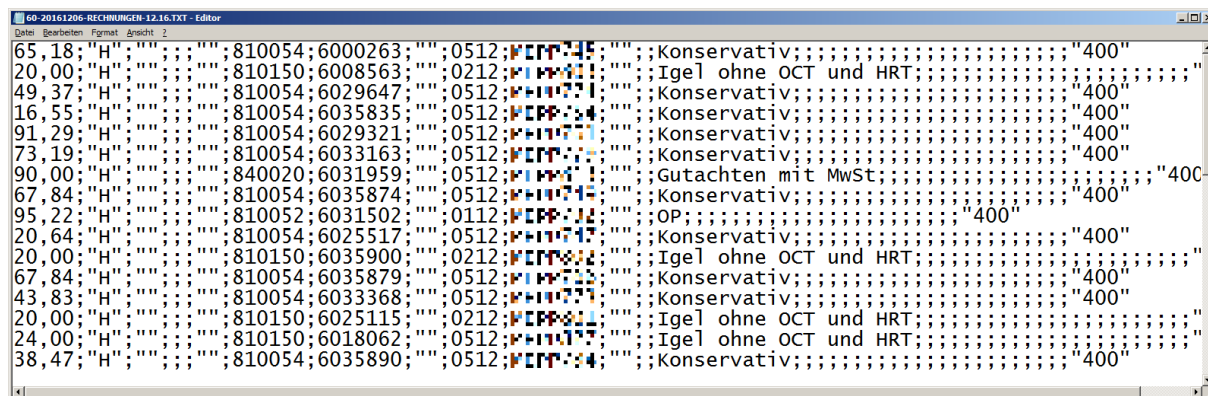 60-20161206-RECHNUNGEN-12.16.TXT - Editor
Datei Bearbeiten Format Ansicht ?
65,18;"H";"";;;"";810054;6000263;"";0512; ;"";;Konservativ;;;;;;;;;;;;;;;;;;;;;;"400"
20,00;"H";"";;;"";810150;6008563;"";0212; ;"";;Igel ohne OCT und HRT;;;;;;;;;;;;;;;;;;;;;;"
49,37;"H";"";;;"";810054;6029647;"";0512; ;"";;Konservativ;;;;;;;;;;;;;;;;;;;;;;"400"
16,55;"H";"";;;"";810054;6035835;"";0512; ;"";;Konservativ;;;;;;;;;;;;;;;;;;;;;;"400"
91,29;"H";"";;;"";810054;6029321;"";0512; ;"";;Konservativ;;;;;;;;;;;;;;;;;;;;;;"400"
73,19;"H";"";;;"";810054;6033163;"";0512; ;"";;Konservativ;;;;;;;;;;;;;;;;;;;;;;"400"
90,00;"H";"";;;"";840020;6031959;"";0512; ;"";;Gutachten mit MwSt;;;;;;;;;;;;;;;;;;;;;;"400
67,84;"H";"";;;"";810054;6035874;"";0512; ;"";;Konservativ;;;;;;;;;;;;;;;;;;;;;;"400"
95,22;"H";"";;;"";810052;6031502;"";0112; ;"";;OP;;;;;;;;;;;;;;;;;;;;;;"400"
20,64;"H";"";;;"";810054;6025517;"";0512; ;"";;Konservativ;;;;;;;;;;;;;;;;;;;;;;"400"
20,00;"H";"";;;"";810150;6035900;"";0212; ;"";;Igel ohne OCT und HRT;;;;;;;;;;;;;;;;;;;;;;"
67,84;"H";"";;;"";810054;6035879;"";0512; ;"";;Konservativ;;;;;;;;;;;;;;;;;;;;;;"400"
43,83;"H";"";;;"";810054;6033368;"";0512; ;"";;Konservativ;;;;;;;;;;;;;;;;;;;;;;"400"
20,00;"H";"";;;"";810150;6025115;"";0212; ;"";;Igel ohne OCT und HRT;;;;;;;;;;;;;;;;;;;;;;"
24,00;"H";"";;;"";810150;6018062;"";0212; ;"";;Igel ohne OCT und HRT;;;;;;;;;;;;;;;;;;;;;;"
38,47;"H";"";;;"";810054;6035890;"";0512; ;"";;Konservativ;;;;;;;;;;;;;;;;;;;;;;"400"